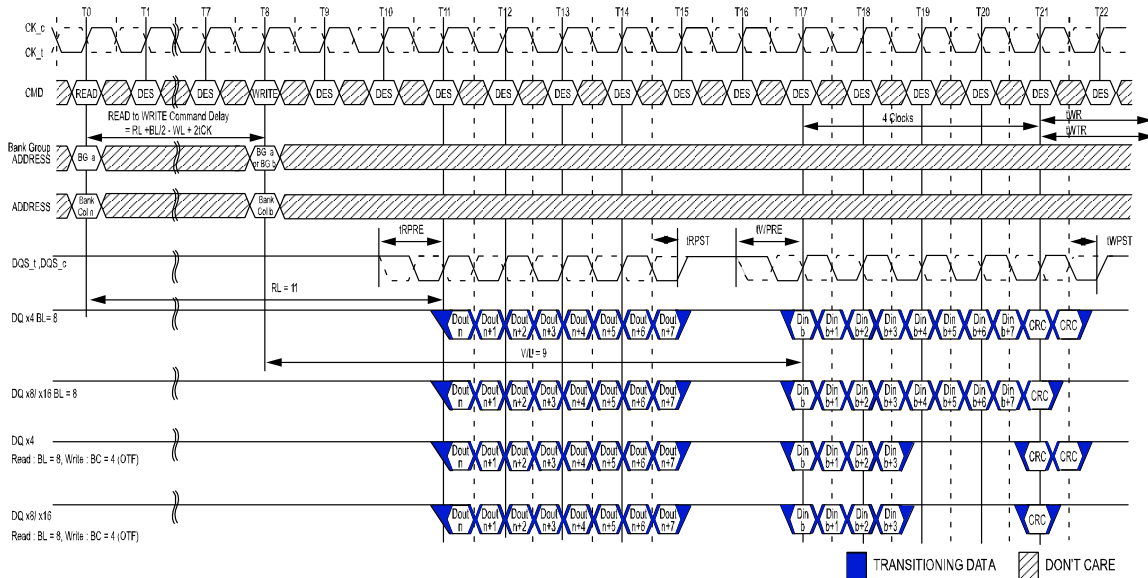 T0 T1 T7 T8 T9 T10 T11 T12 T13 T14 T15 T16 T17 T18 T19 T20 T21 T22
CK_c
CK_t
CMD READ DES DES WRITE DES DES DES DES DES DES DES DES DES DES DES DES DES DES
READ to WRITE Command Delay
= RL +BL/2 - WL + 2tCK
4 Clocks
tWR
tWTR
Bank Group
ADDRESS
BG a
BG a
or BG b
ADDRESS
Bank
Col n
Bank
Col b
tRPRE
tRPST
tWPRE
tWPST
DQS_t ,DQS_c
RL = 11
DQ x4 BL= 8
Dout
n
Dout
n+1
Dout
n+2
Dout
n+3
Dout
n+4
Dout
n+5
Dout
n+6
Dout
n+7
Din
b
Din
b+1
Din
b+2
Din
b+3
Din
b+4
Din
b+5
Din
b+6
Din
b+7
CRC
CRC
WL = 9
DQ x8/ x16 BL = 8
Dout
n
Dout
n+1
Dout
n+2
Dout
n+3
Dout
n+4
Dout
n+5
Dout
n+6
Dout
n+7
Din
b
Din
b+1
Din
b+2
Din
b+3
Din
b+4
Din
b+5
Din
b+6
Din
b+7
CRC
DQ x4
Read : BL = 8, Write : BC = 4 (OTF)
Dout
n
Dout
n+1
Dout
n+2
Dout
n+3
Dout
n+4
Dout
n+5
Dout
n+6
Dout
n+7
Din
b
Din
b+1
Din
b+2
Din
b+3
CRC
CRC
DQ x8/ x16
Read : BL = 8, Write : BC = 4 (OTF)
Dout
n
Dout
n+1
Dout
n+2
Dout
n+3
Dout
n+4
Dout
n+5
Dout
n+6
Dout
n+7
Din
b
Din
b+1
Din
b+2
Din
b+3
CRC
TRANSITIONING DATA
DON'T CARE